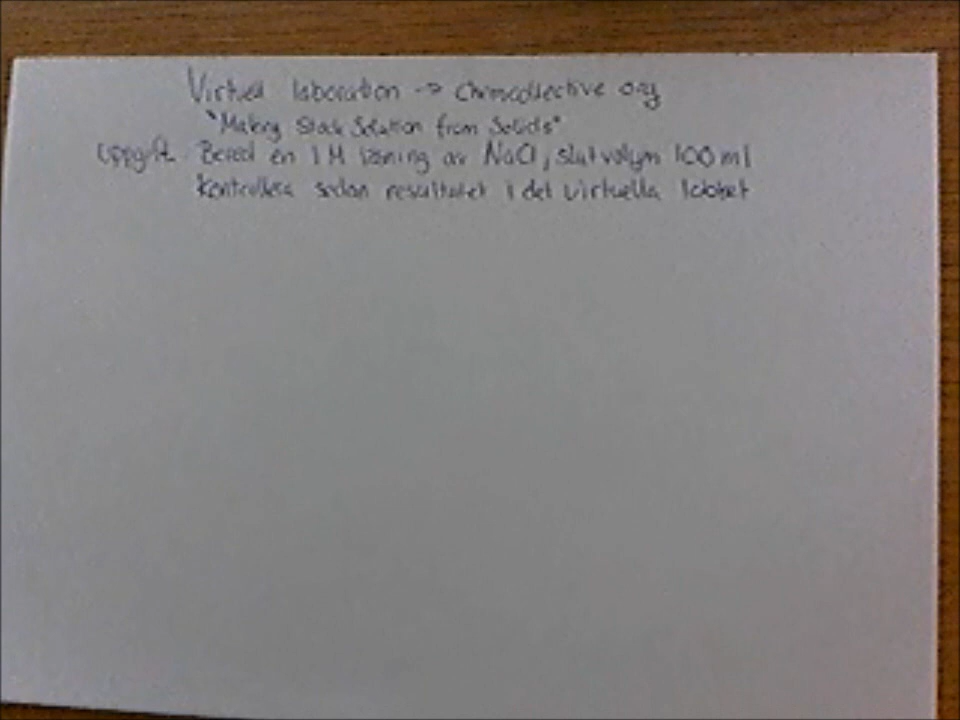 Virtuell laboration -> Chemcollective org
"Making Stock Solution from Solids"
Uppgift Bered en 1 M lösning av NaCl, slutvolym 100 ml
Kontrollera sedan resultatet i det virtuella labbet